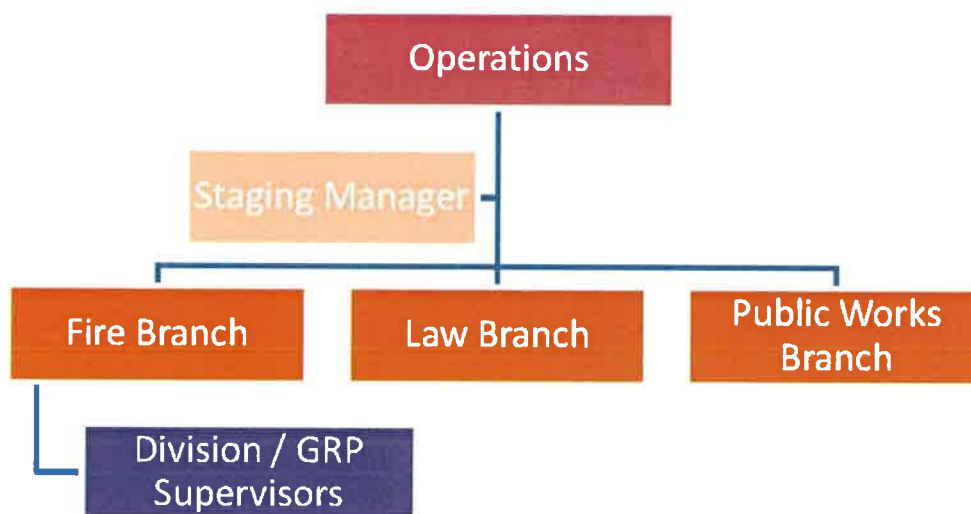 Operations
Staging Manager
Fire Branch
Law Branch
Public Works
Branch
Division / GRP
Supervisors